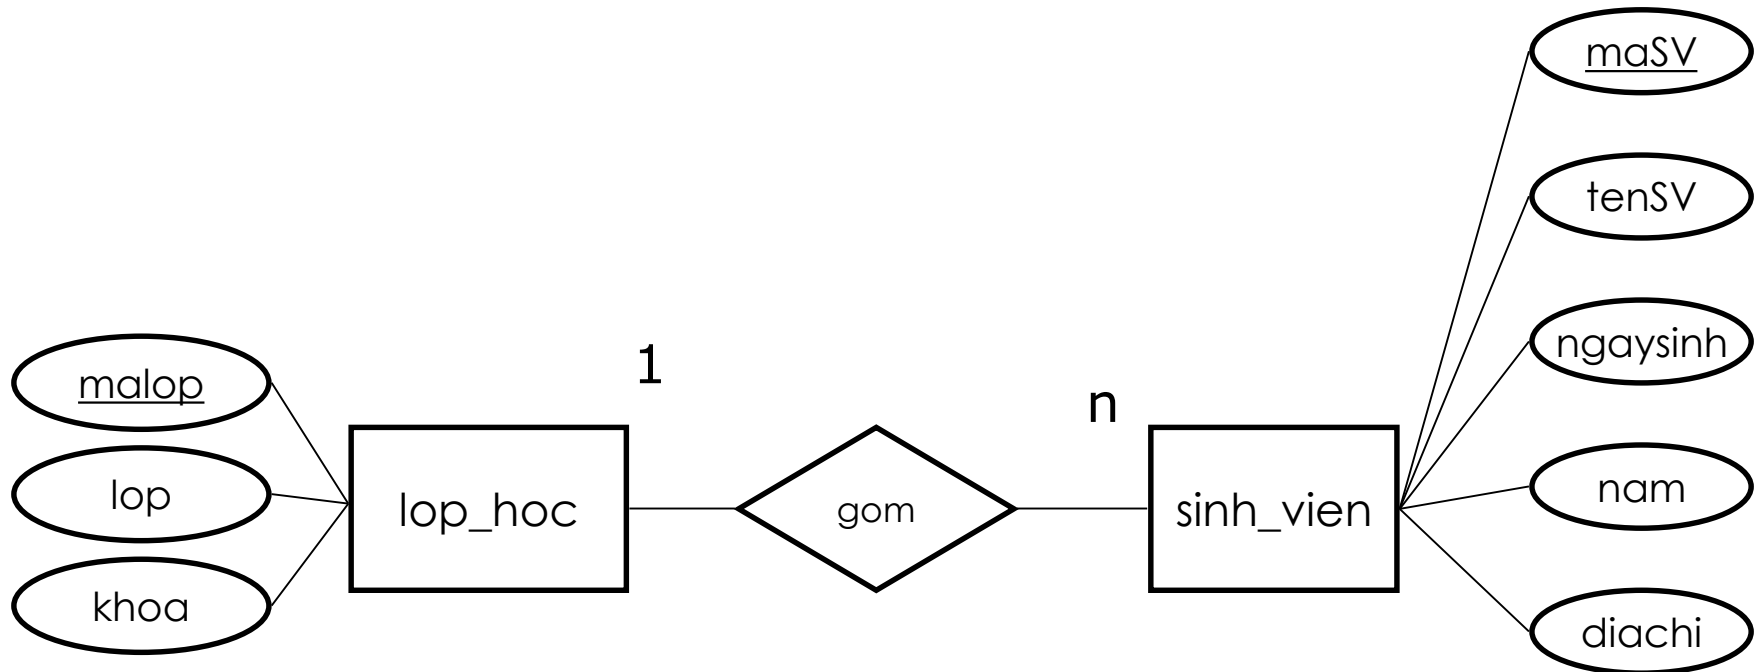 maSV
tenSV
ngaysinh
1
malop
n
lop
lop_hoc
gom
sinh_vien
nam
khoa
diachi